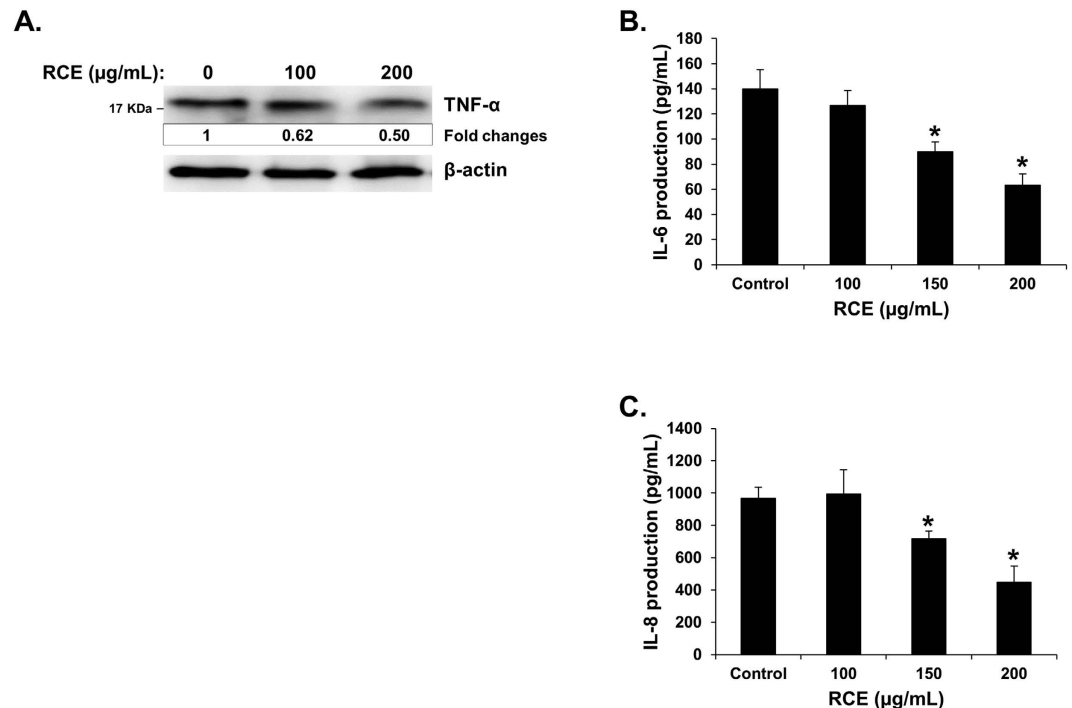 A.
RCE (µg/mL): 0 100 200
17 KDa
TNF-α
1 0.62 0.50 Fold changes
β-actin
B.
IL-6 production (pg/mL)
160
140
120
100
80
60
40
20
0
*
*
Control 100 150 200
RCE (µg/mL)
C.
IL-8 production (pg/mL)
1400
1200
1000
800
600
400
200
0
*
*
Control 100 150 200
RCE (µg/mL)